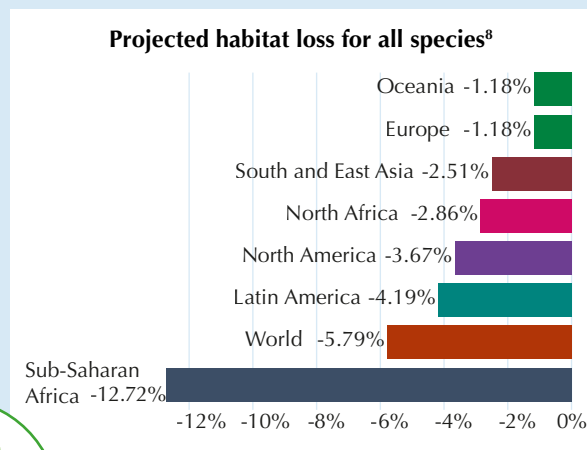 Projected habitat loss for all species⁸
Oceania -1.18%
Europe -1.18%
South and East Asia -2.51%
North Africa -2.86%
North America -3.67%
Latin America -4.19%
World -5.79%
Sub-Saharan
Africa -12.72%
-12% -10% -8% -6% -4% -2% 0%